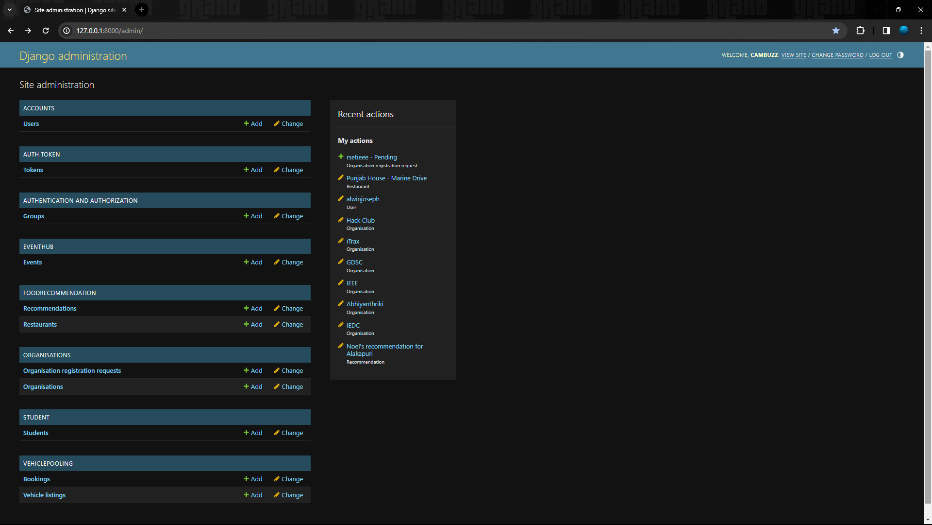 Site administration | Django site
127.0.0.1:8000/admin/
Django administration
WELCOME, CAMBUZZ. VIEW SITE / CHANGE PASSWORD / LOG OUT
Site administration
ACCOUNTS
Users Add Change
AUTH TOKEN
Tokens Add Change
AUTHENTICATION AND AUTHORIZATION
Groups Add Change
EVENTHUB
Events Add Change
FOODRECOMMENDATION
Recommendations Add Change
Restaurants Add Change
ORGANISATIONS
Organisation registration requests Add Change
Organisations Add Change
STUDENT
Students Add Change
VEHICLEPOOLING
Bookings Add Change
Vehicle listings Add Change
Recent actions
My actions
rsetieee - Pending
Organisation registration request
Punjab House - Marine Drive
Restaurant
alwinjoseph
User
Hack Club
Organisation
iTrax
Organisation
GDSC
Organisation
IEEE
Organisation
Abhiyanthriki
Organisation
IEDC
Organisation
Noel's recommendation for
Alakapuri
Recommendation